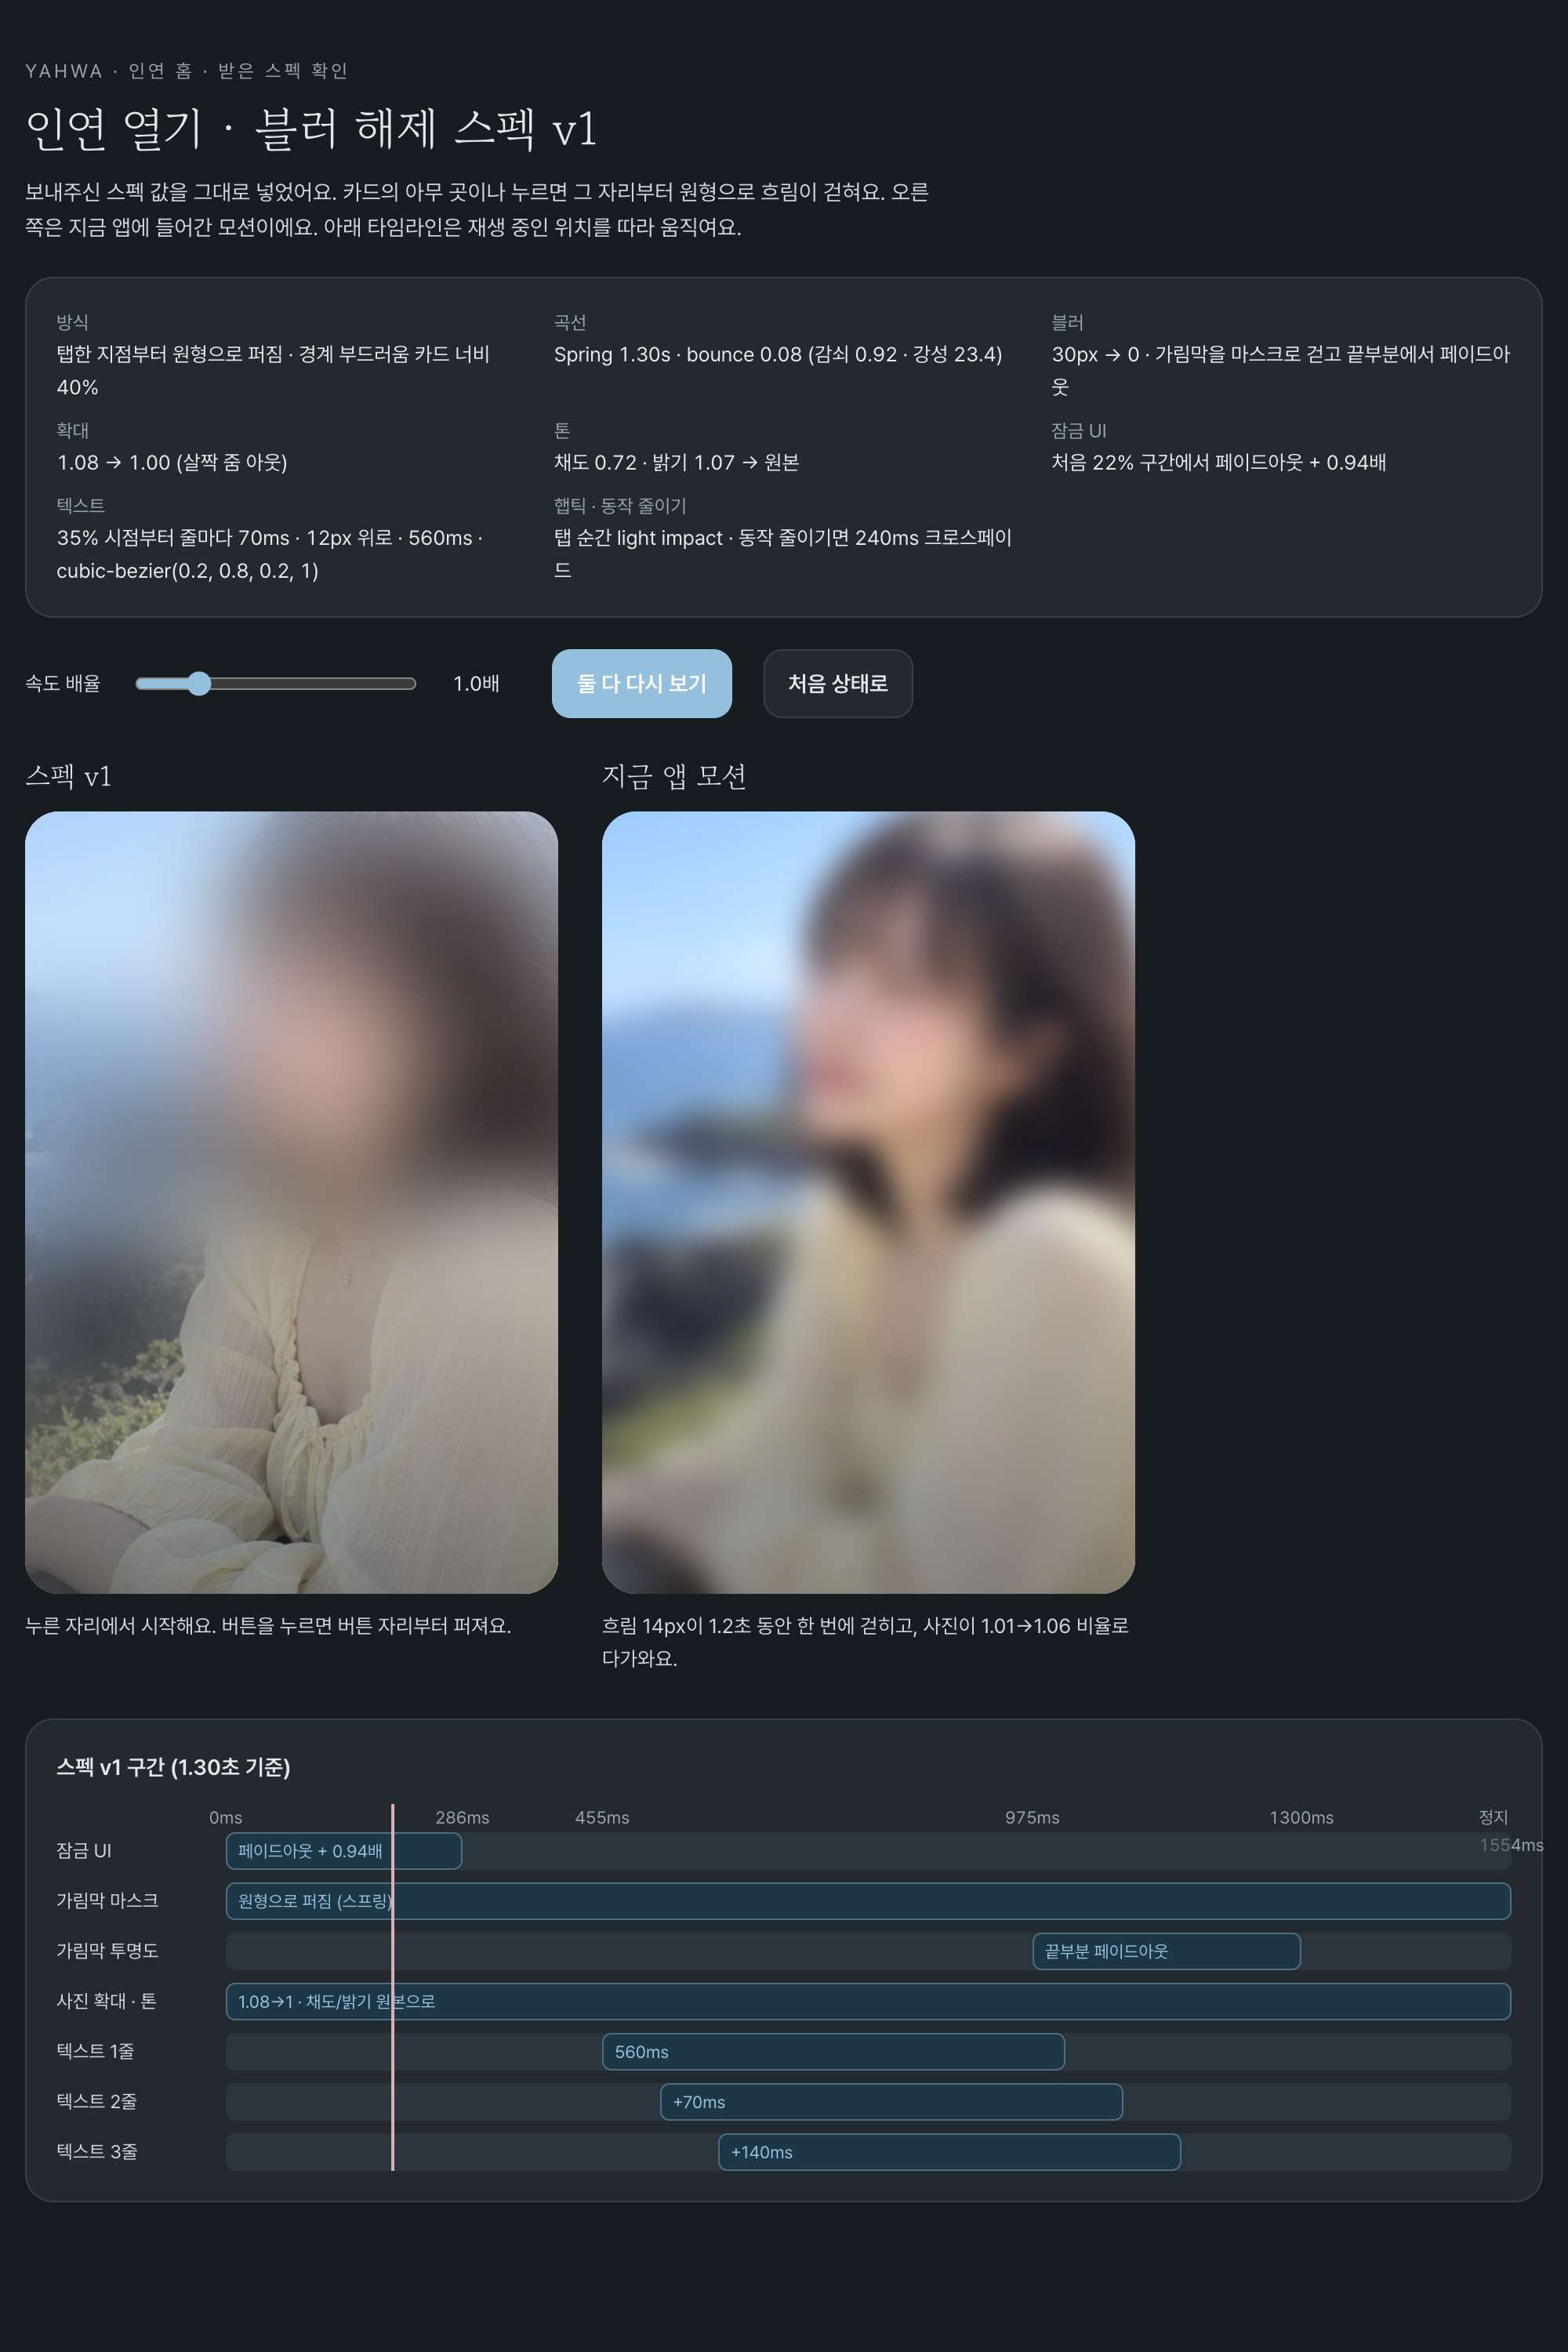 YAHWA · 인연 홈 · 받은 스펙 확인
인연 열기 · 블러 해제 스펙 v1
보내주신 스펙 값을 그대로 넣었어요. 카드의 아무 곳이나 누르면 그 자리부터 원형으로 흐림이 걷혀요. 오른
쪽은 지금 앱에 들어간 모션이에요. 아래 타임라인은 재생 중인 위치를 따라 움직여요.
방식
탭한 지점부터 원형으로 퍼짐 · 경계 부드러움 카드 너비
40%
곡선
Spring 1.30s · bounce 0.08 (감쇠 0.92 · 강성 23.4)
블러
30px → 0 · 가림막을 마스크로 걷고 끝부분에서 페이드아
웃
확대
1.08 → 1.00 (살짝 줌 아웃)
톤
채도 0.72 · 밝기 1.07 → 원본
잠금 UI
처음 22% 구간에서 페이드아웃 + 0.94배
텍스트
35% 시점부터 줄마다 70ms · 12px 위로 · 560ms ·
cubic-bezier(0.2, 0.8, 0.2, 1)
햅틱 · 동작 줄이기
탭 순간 light impact · 동작 줄이기면 240ms 크로스페이
드
속도 배율
1.0배
둘 다 다시 보기
처음 상태로
스펙 v1
지금 앱 모션
누른 자리에서 시작해요. 버튼을 누르면 버튼 자리부터 퍼져요.
흐림 14px이 1.2초 동안 한 번에 걷히고, 사진이 1.01→1.06 비율로
다가와요.
스펙 v1 구간 (1.30초 기준)
0ms
286ms
455ms
975ms
1300ms
정지
1554ms
잠금 UI
페이드아웃 + 0.94배
가림막 마스크
원형으로 퍼짐 (스프링)
가림막 투명도
끝부분 페이드아웃
사진 확대 · 톤
1.08→1 · 채도/밝기 원본으로
텍스트 1줄
560ms
텍스트 2줄
+70ms
텍스트 3줄
+140ms